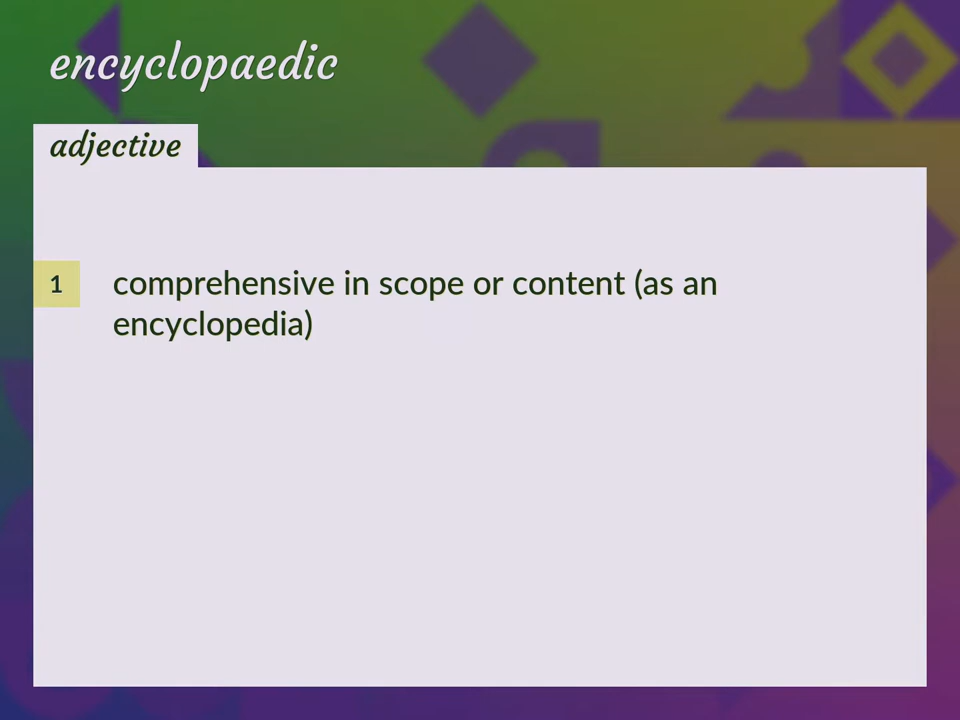 encyclopaedic
adjective
1
comprehensive in scope or content (as an
encyclopedia)